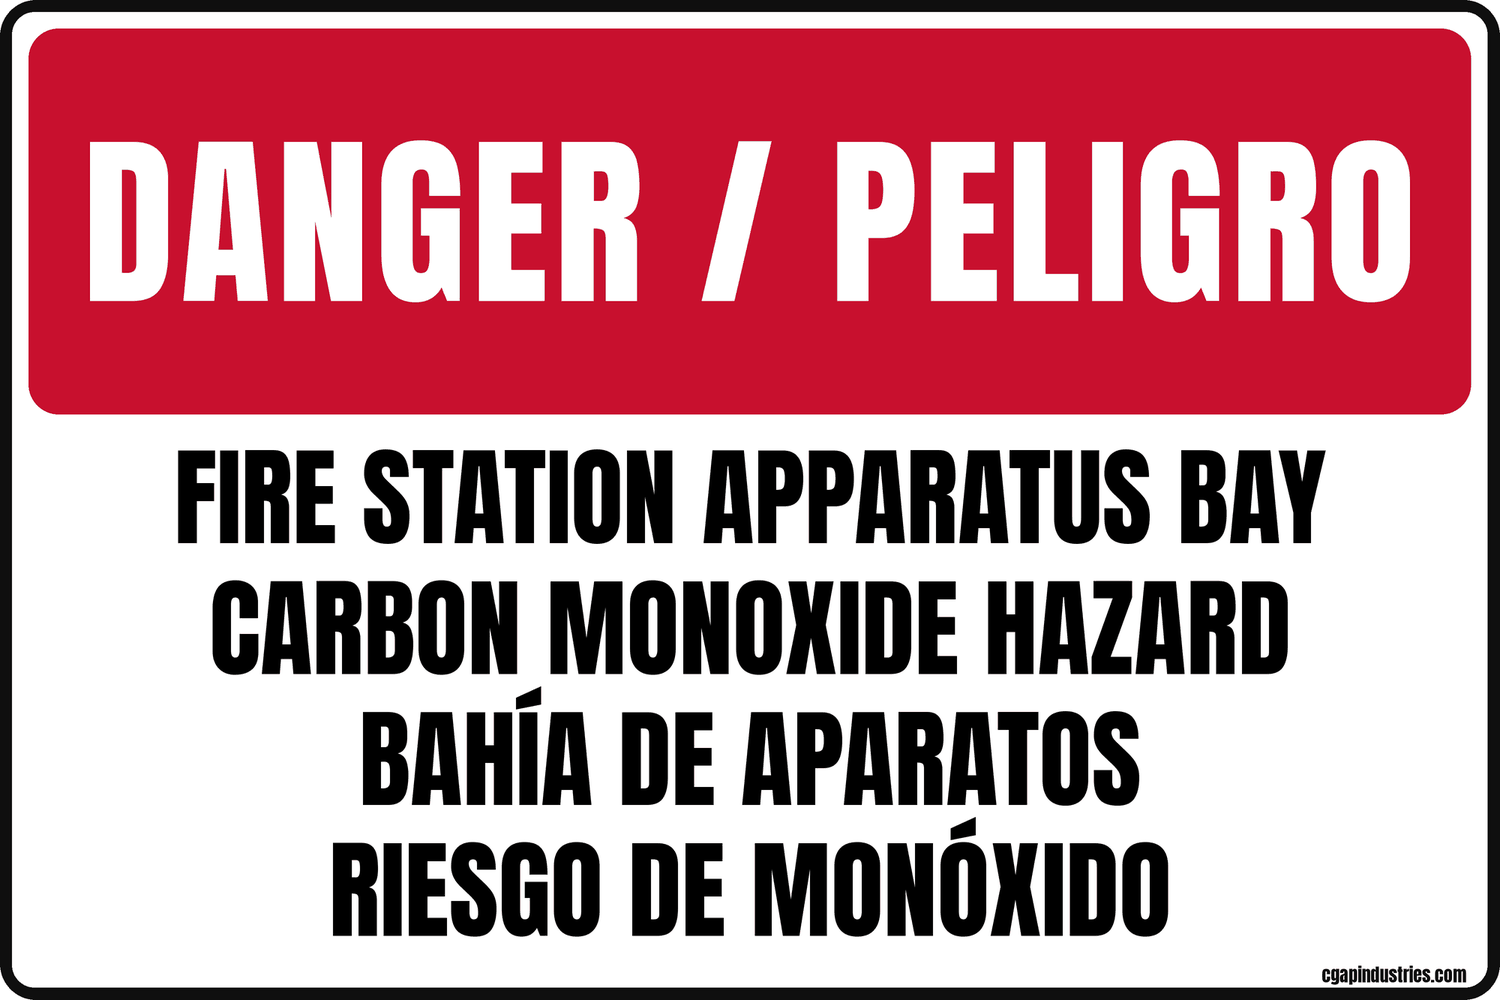 DANGER / PELIGRO
FIRE STATION APPARATUS BAY
CARBON MONOXIDE HAZARD
BAHÍA DE APARATOS
RIESGO DE MONÓXIDO
cgapindustries.com